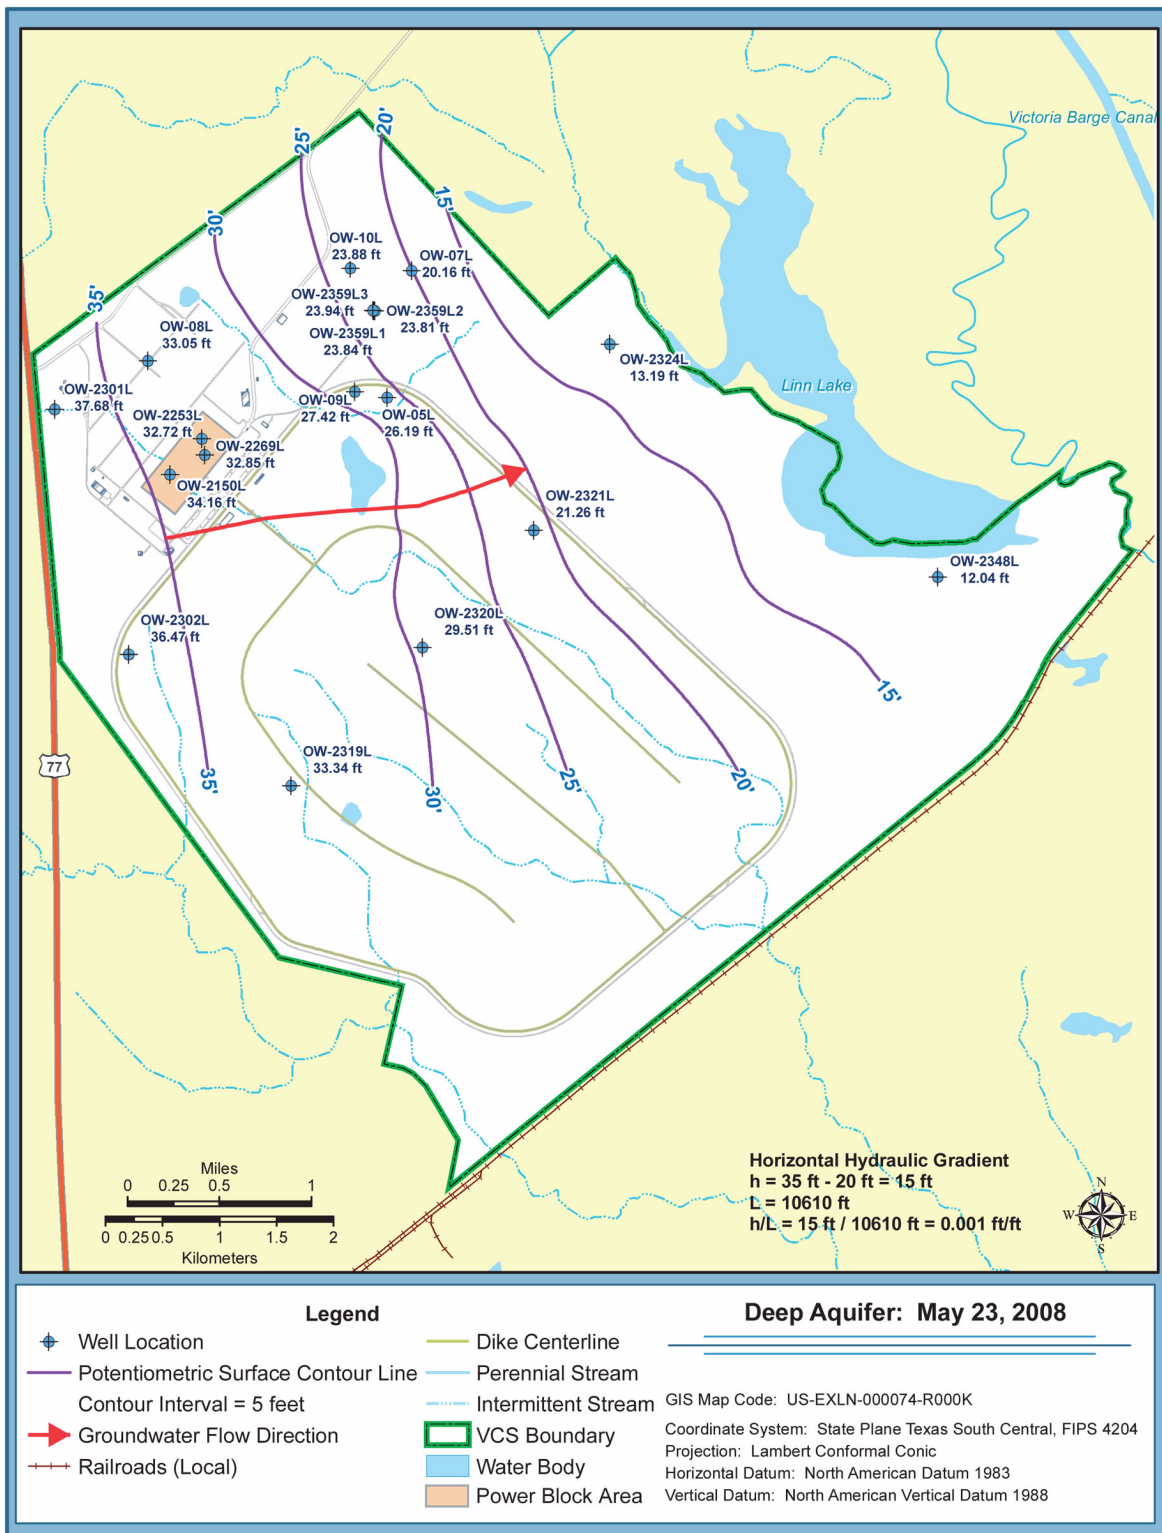 Victoria Barge Canal
20'
25'
15'
30'
35'
OW-10L
23.88 ft
OW-07L
20.16 ft
OW-2359L3
23.94 ft
OW-2359L2
23.81 ft
OW-2359L1
23.84 ft
OW-08L
33.05 ft
OW-2324L
13.19 ft
Linn Lake
OW-2301L
37.68 ft
OW-09L
27.42 ft
OW-05L
26.19 ft
OW-2253L
32.72 ft
OW-2269L
32.85 ft
OW-2150L
34.16 ft
OW-2321L
21.26 ft
OW-2348L
12.04 ft
OW-2302L
36.47 ft
OW-2320L
29.51 ft
15'
OW-2319L
33.34 ft
77
35'
30'
25'
20'
Miles
0 0.25 0.5 1
0 0.25 0.5 1 1.5 2
Kilometers
Horizontal Hydraulic Gradient
h = 35 ft - 20 ft = 15 ft
L = 10610 ft
h/L = 15 ft / 10610 ft = 0.001 ft/ft
N
W E
S
Legend
Well Location
Potentiometric Surface Contour Line
Contour Interval = 5 feet
Groundwater Flow Direction
Railroads (Local)
Dike Centerline
Perennial Stream
Intermittent Stream
VCS Boundary
Water Body
Power Block Area
Deep Aquifer: May 23, 2008
GIS Map Code: US-EXLN-000074-R000K
Coordinate System: State Plane Texas South Central, FIPS 4204
Projection: Lambert Conformal Conic
Horizontal Datum: North American Datum 1983
Vertical Datum: North American Vertical Datum 1988